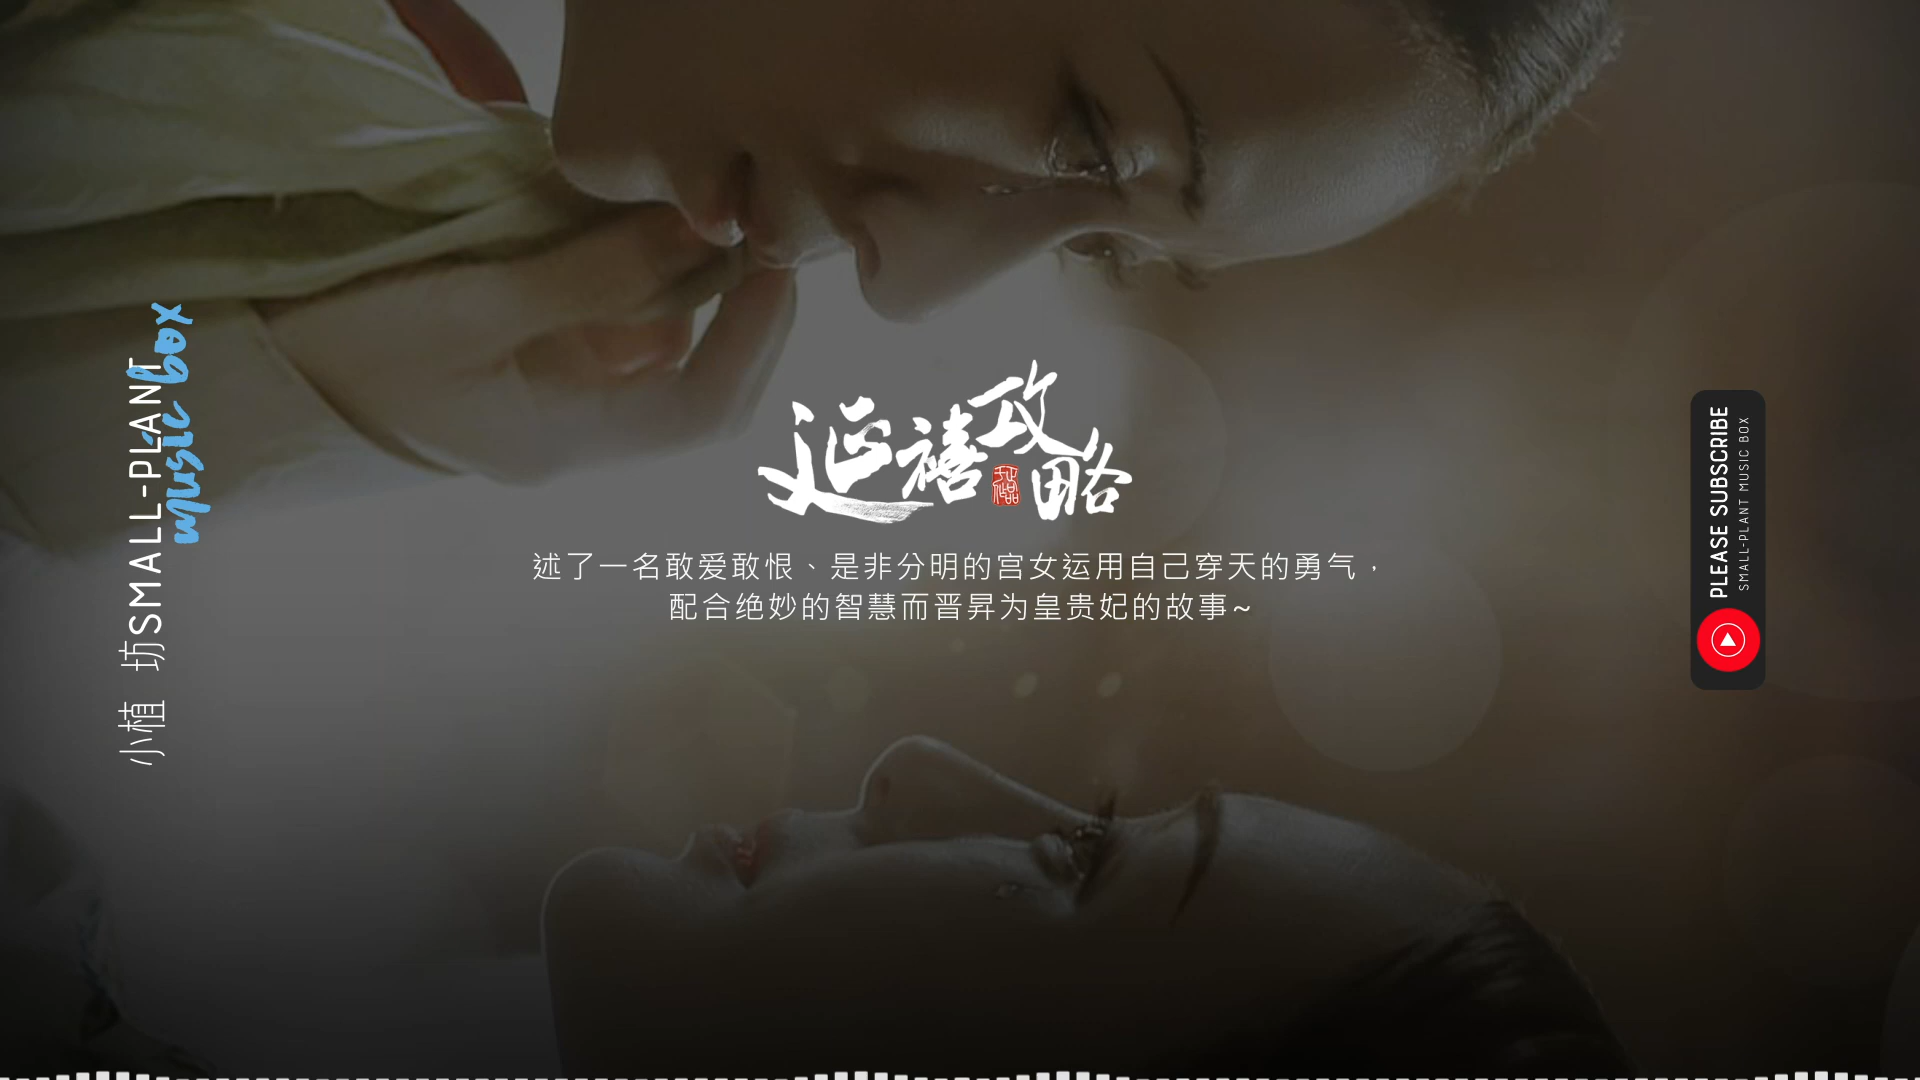 延禧攻略
述了一名敢爱敢恨、是非分明的宫女运用自己穿天的勇气，
配合绝妙的智慧而晋昇为皇贵妃的故事~
小植 坊SMALL-PLANT
music box
PLEASE SUBSCRIBE
SMALL-PLANT MUSIC BOX